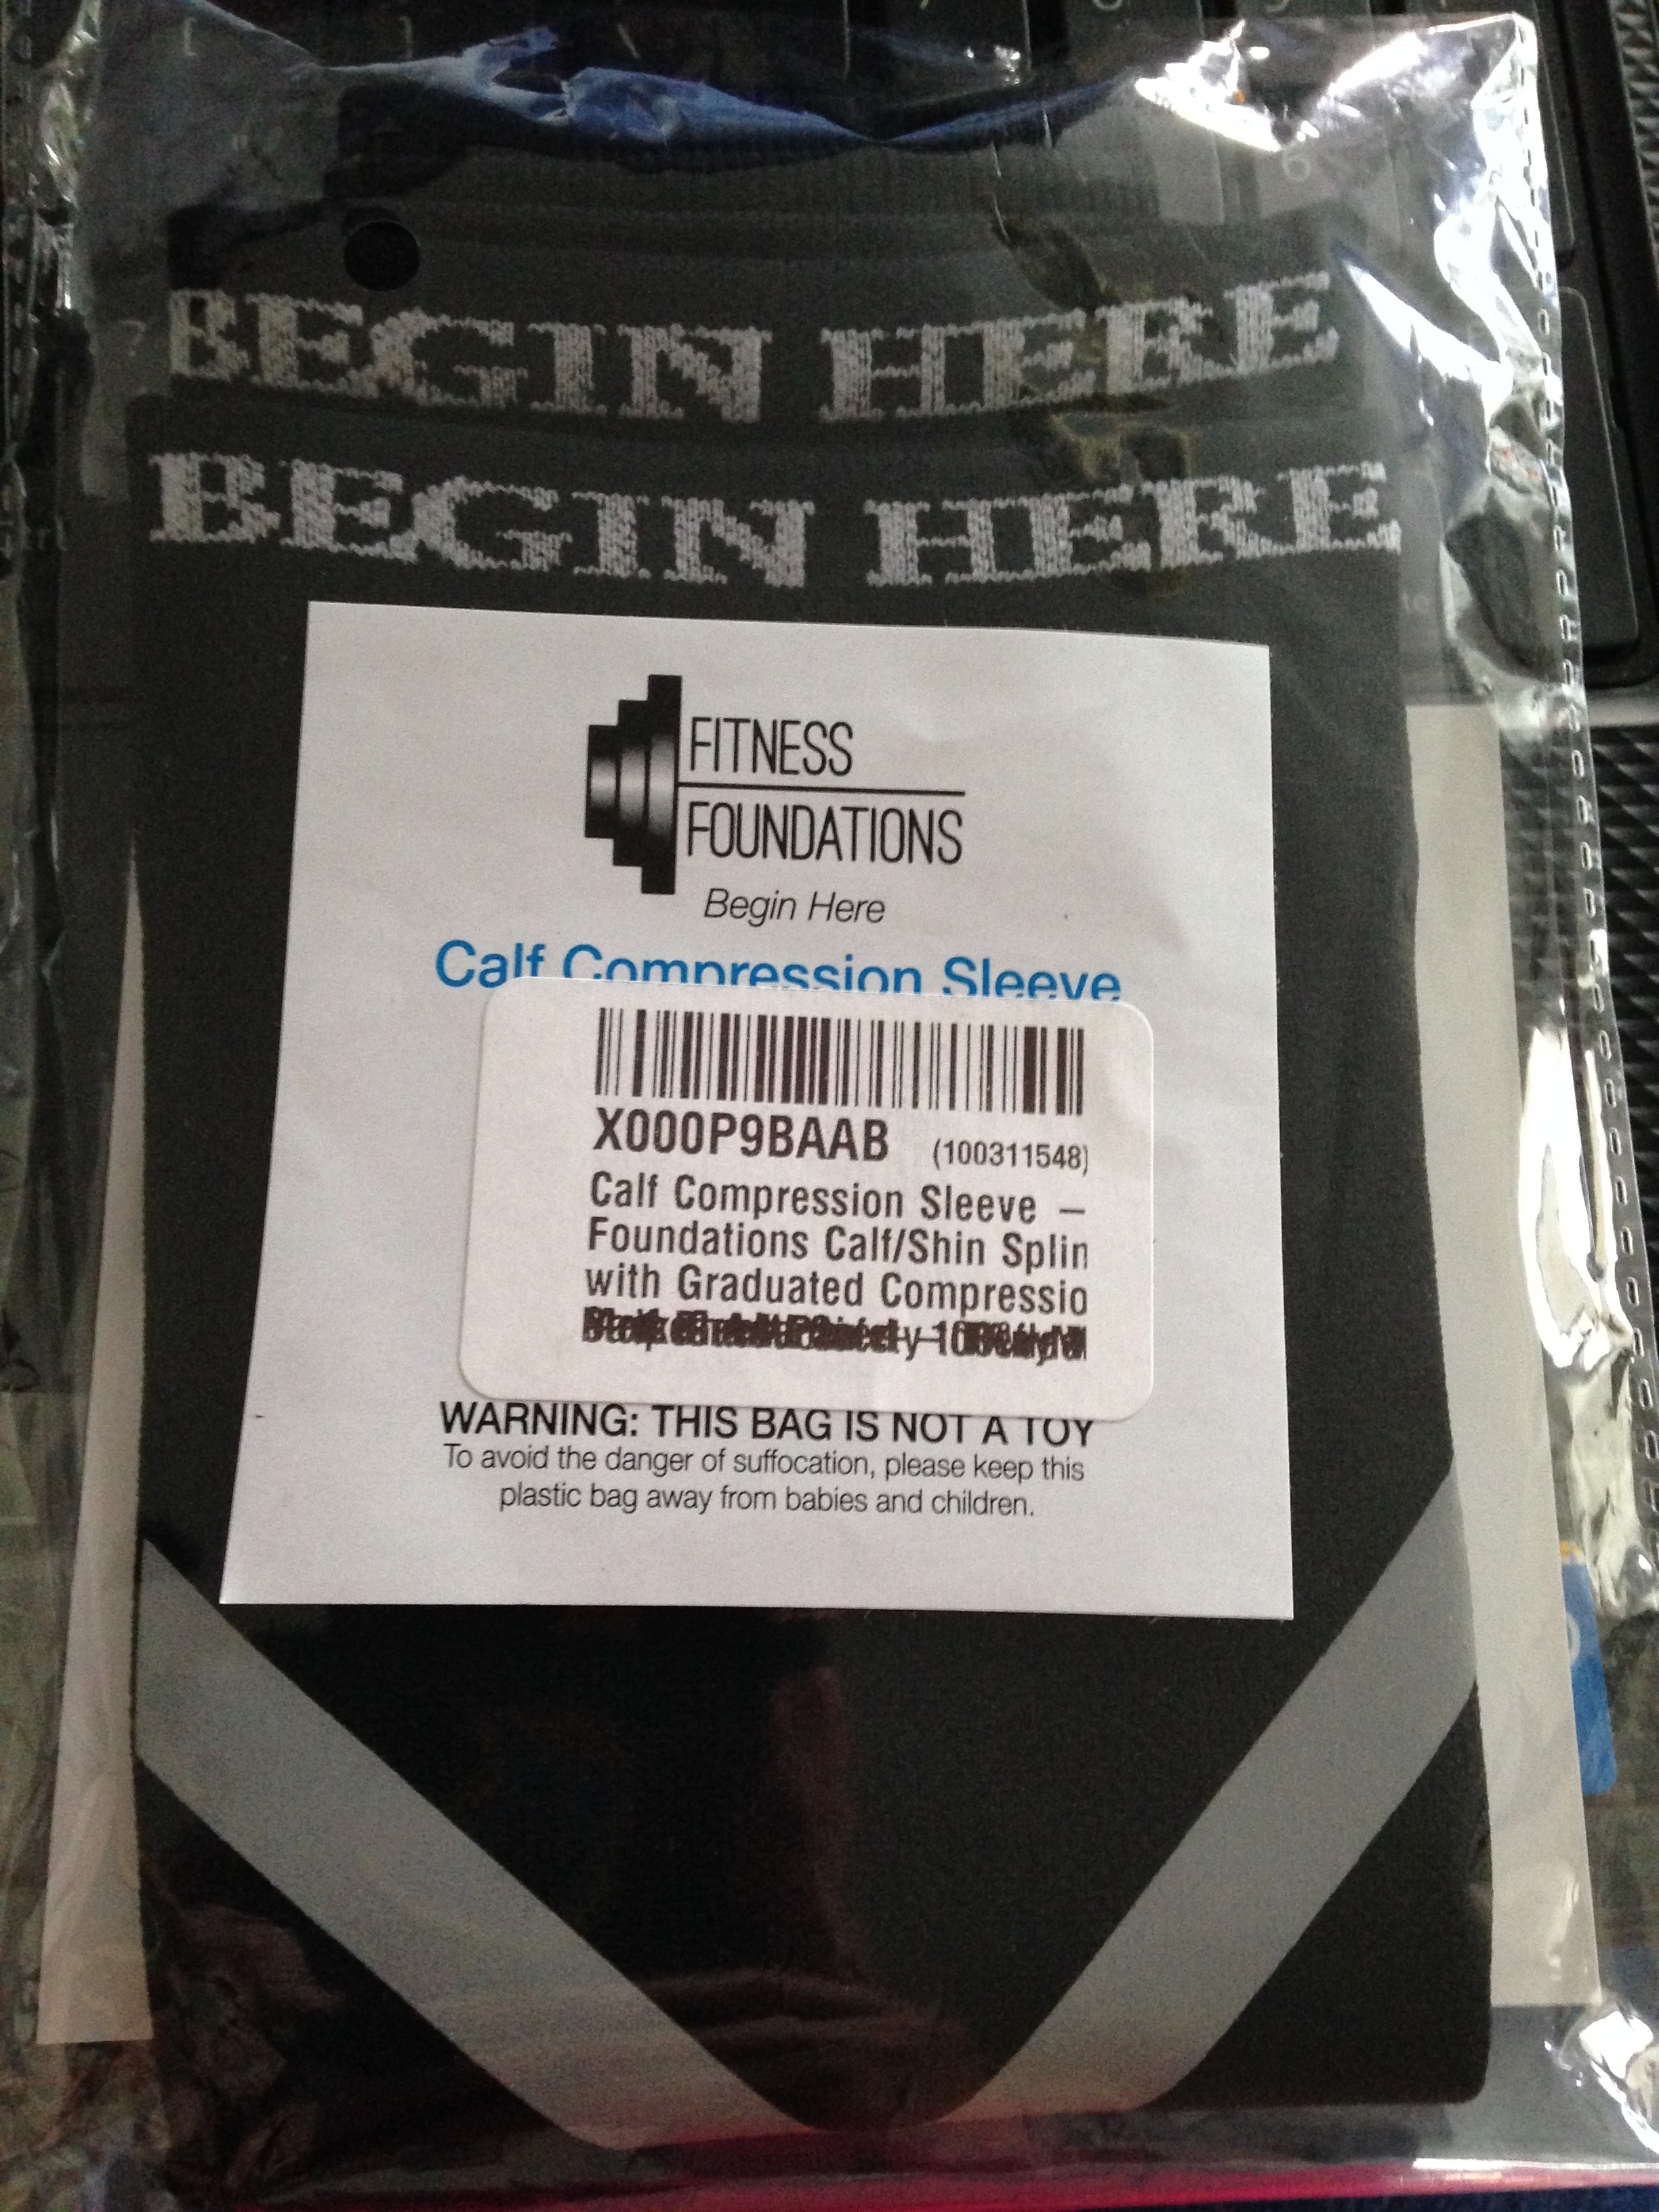 BEGIN HERE
BEGIN HERE
FITNESS
FOUNDATIONS
Begin Here
Calf Compression Sleeve
X000P9BAAB (100311548)
Calf Compression Sleeve –
Foundations Calf/Shin Splin
with Graduated Compressio
WARNING: THIS BAG IS NOT A TOY
To avoid the danger of suffocation, please keep this
plastic bag away from babies and children.